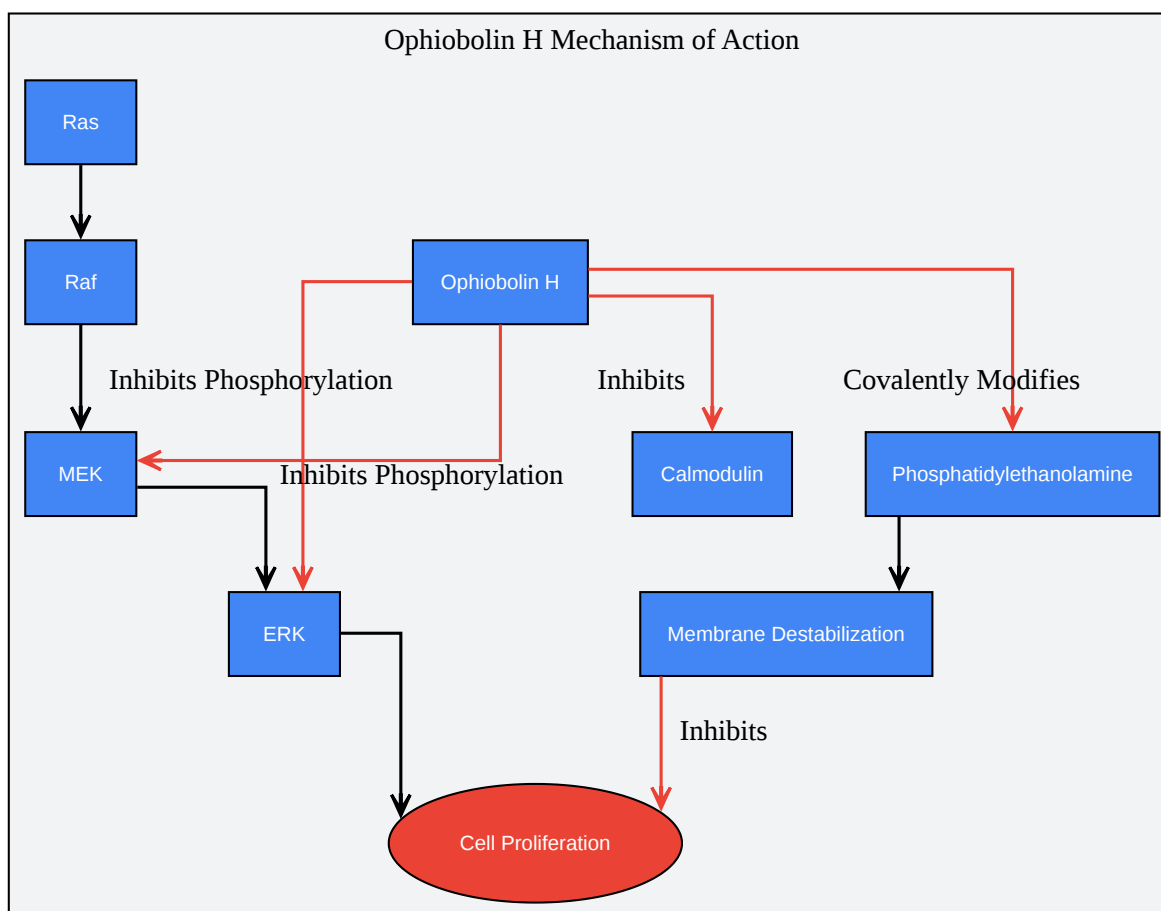 Ophiobolin H Mechanism of Action
Ras
Raf
Ophiobolin H
Inhibits Phosphorylation
Inhibits
Covalently Modifies
MEK
Inhibits Phosphorylation
Calmodulin
Phosphatidylethanolamine
ERK
Membrane Destabilization
Inhibits
Cell Proliferation